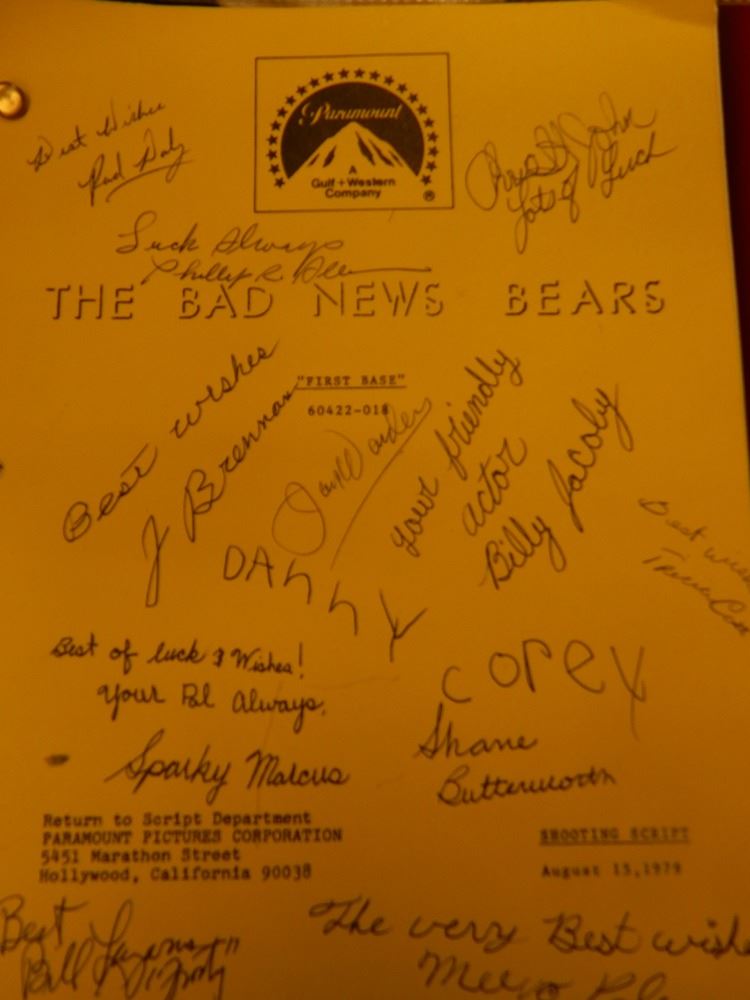 Paramount
A
Gulf + Western
Company
®
Best Wishes
Lots of Luck
Luck Always
THE BAD NEWS BEARS
"FIRST BASE"
60422-018
Best wishes
J Brennan
your friendly
actor
Billy Jacoby
DANNY
Best
corey
Best of luck & Wishes!
Your Pal Always,
Sparky Marcus
Shane
Butterworth
Return to Script Department
PARAMOUNT PICTURES CORPORATION
5451 Marathon Street
Hollywood, California 90038
SHOOTING SCRIPT
August 15,1979
Best
Bill
The very Best